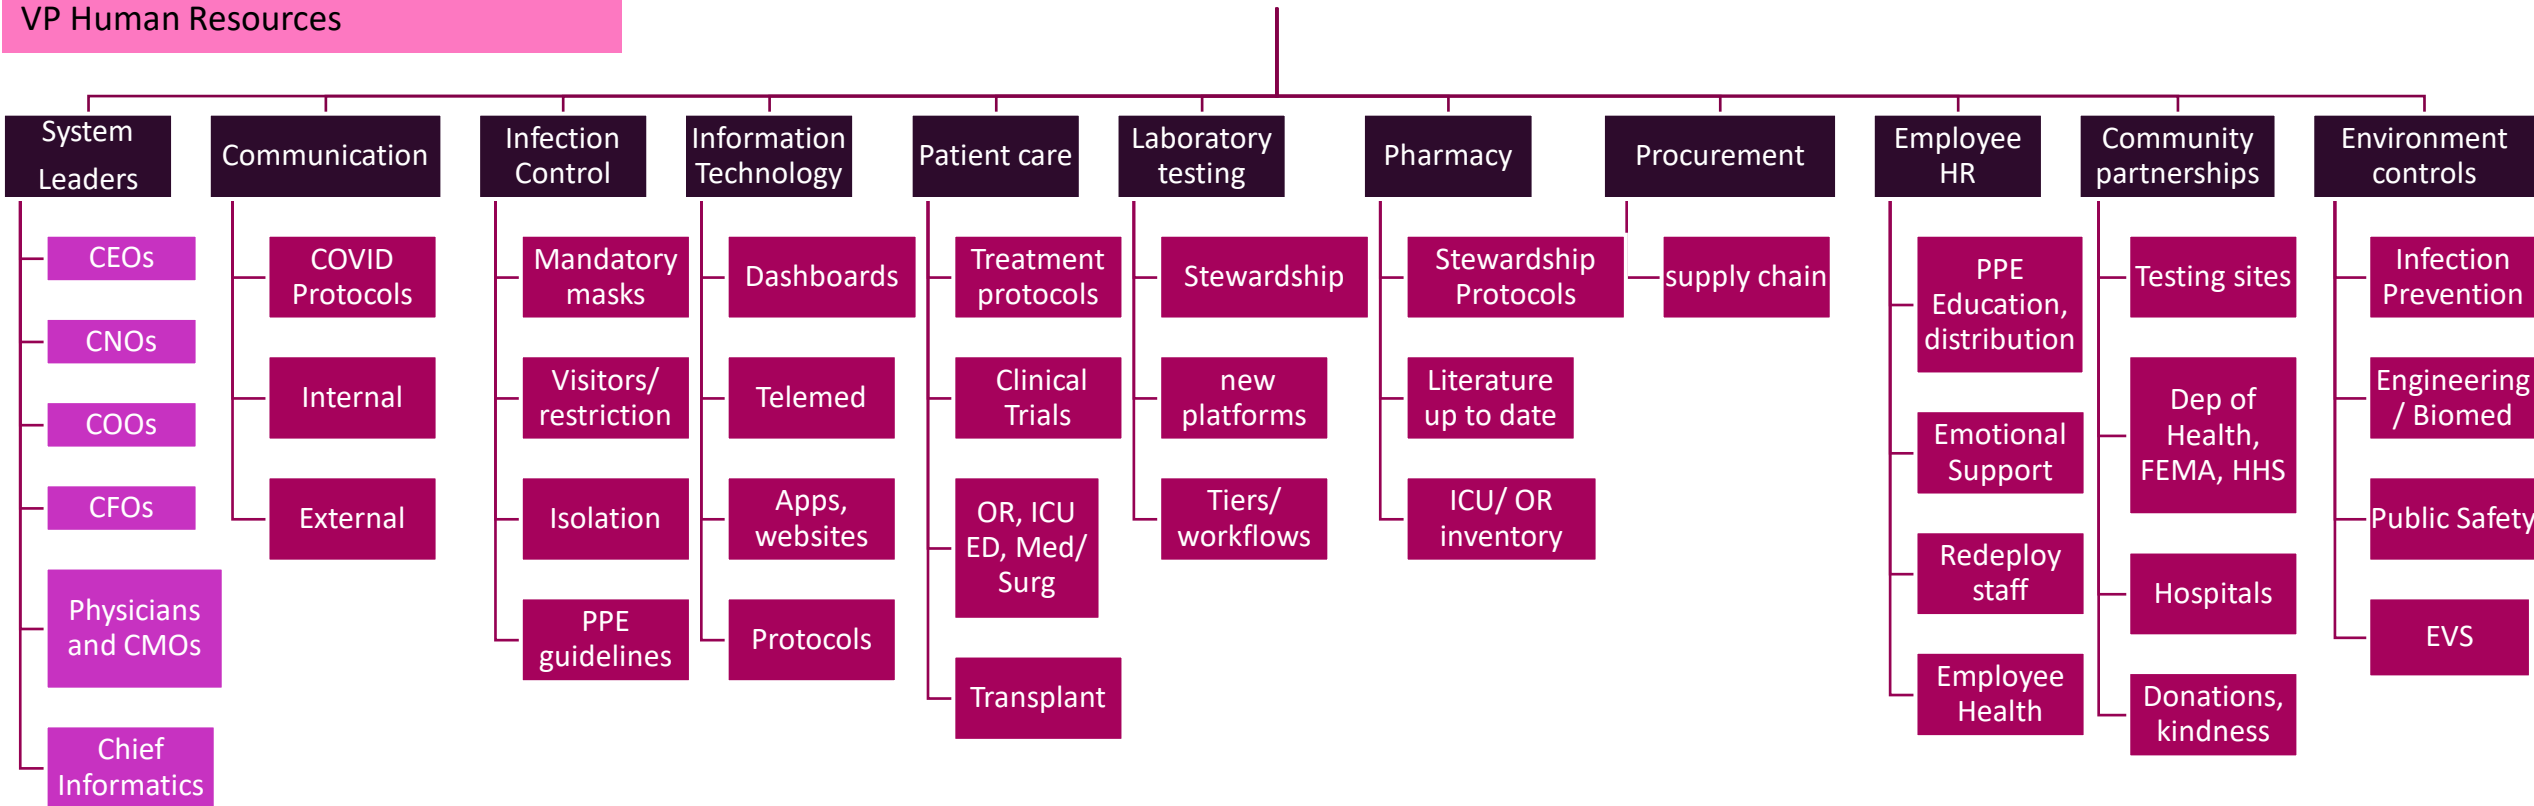 VP Human Resources
System
Leaders
CEOs
CNOs
COOs
CFOs
Physicians
and CMOs
Chief
Informatics
Communication
COVID
Protocols
Internal
External
Infection
Control
Mandatory
masks
Visitors/
restriction
Isolation
PPE
guidelines
Information
Technology
Dashboards
Telemed
Apps,
websites
Protocols
Patient care
Treatment
protocols
Clinical
Trials
OR, ICU
ED, Med/
Surg
Transplant
Laboratory
testing
Stewardship
new
platforms
Tiers/
workflows
Pharmacy
Stewardship
Protocols
Literature
up to date
ICU/ OR
inventory
Procurement
supply chain
Employee
HR
PPE
Education,
distribution
Emotional
Support
Redeploy
staff
Employee
Health
Community
partnerships
Testing sites
Dep of
Health,
FEMA, HHS
Hospitals
Donations,
kindness
Environment
controls
Infection
Prevention
Engineering
/ Biomed
Public Safety
EVS